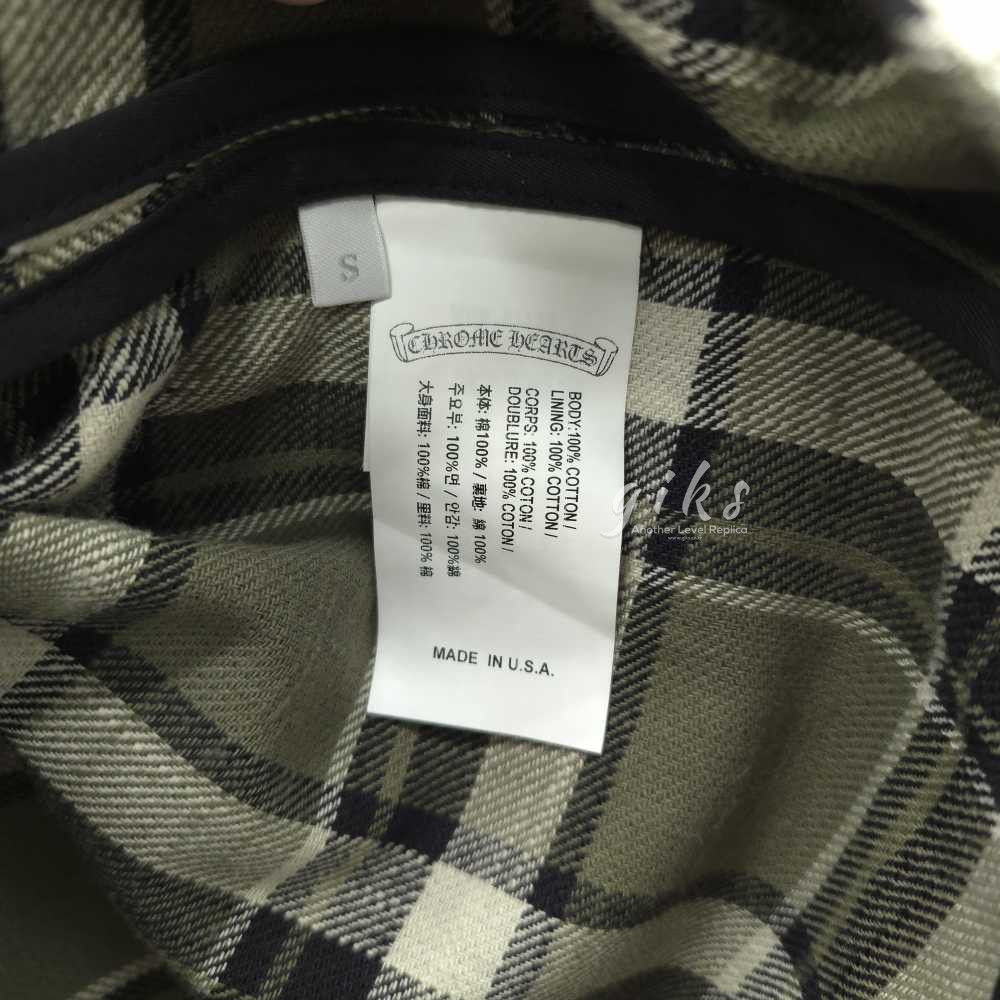 S
CHROME HEARTS
BODY:100% COTTON /
LINING: 100% COTTON /
CORPS: 100% COTON /
DOUBLURE: 100% COTON /
本体: 棉100% / 裏地: 綿 100%
주요부: 100%면 / 안감: 100%綿
大身面料: 100%棉 / 里料: 100% 棉
MADE IN U.S.A.
giks
Another Level Replica